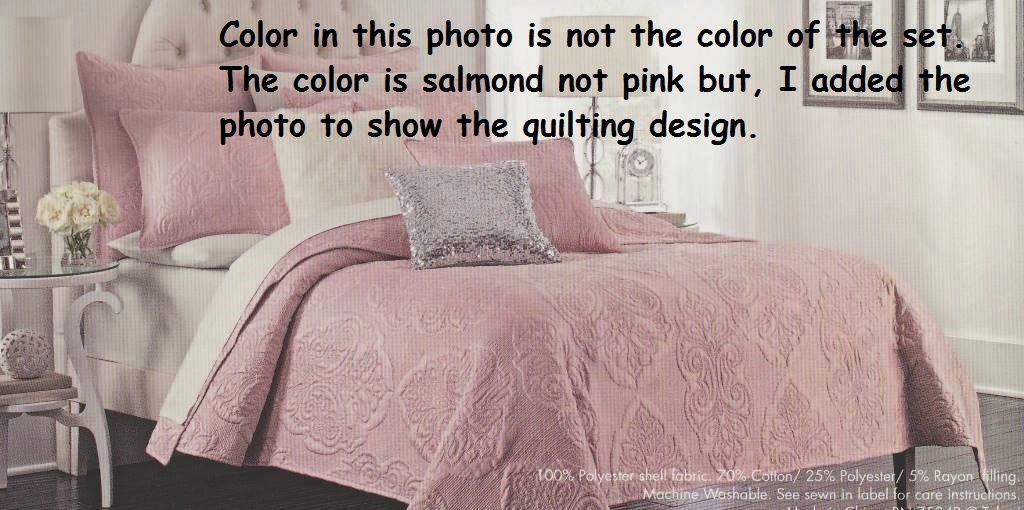 Color in this photo is not the color of the set.
The color is salmond not pink but, I added the
photo to show the quilting design.
100% Polyester shell fabric. 70% Cotton/ 25% Polyester/ 5% Rayon filling.
Machine Washable. See sewn in label for care instructions.